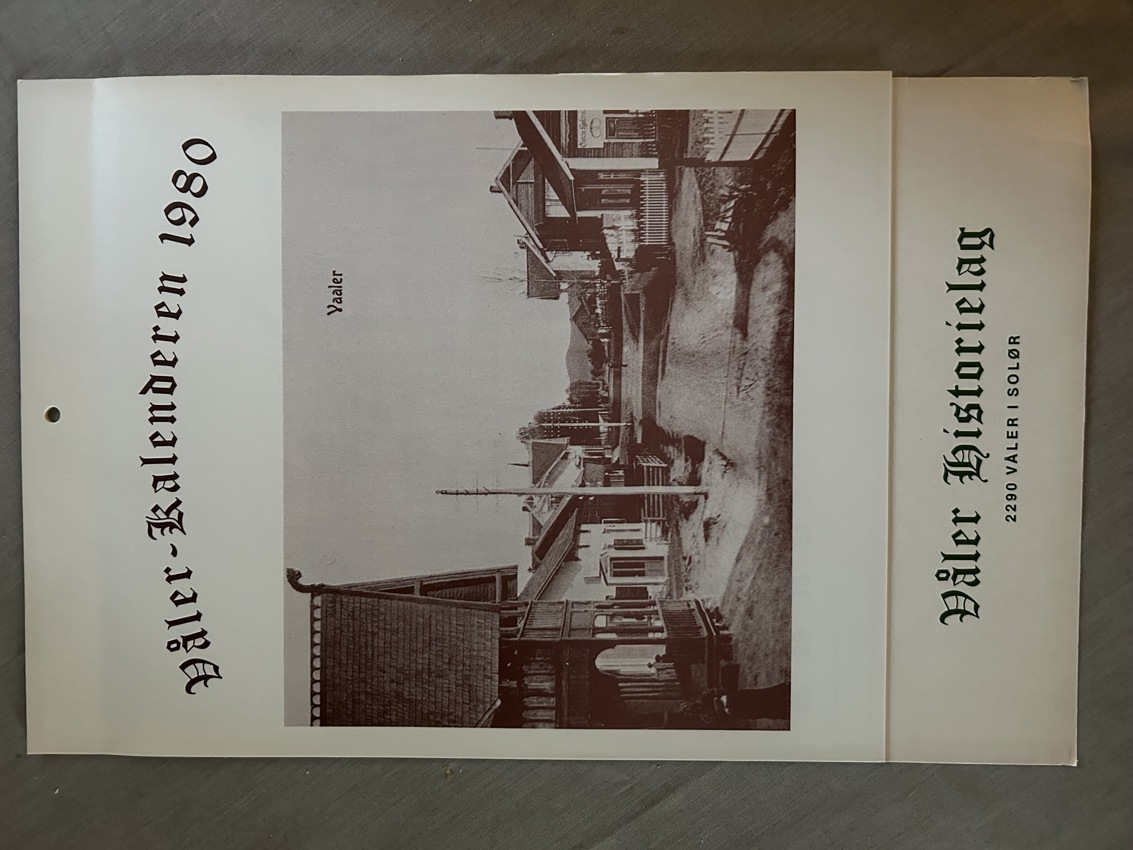 Våler-Kalenderen 1980
Vaaler
Våler Historielag
2290 VÅLER I SOLØR